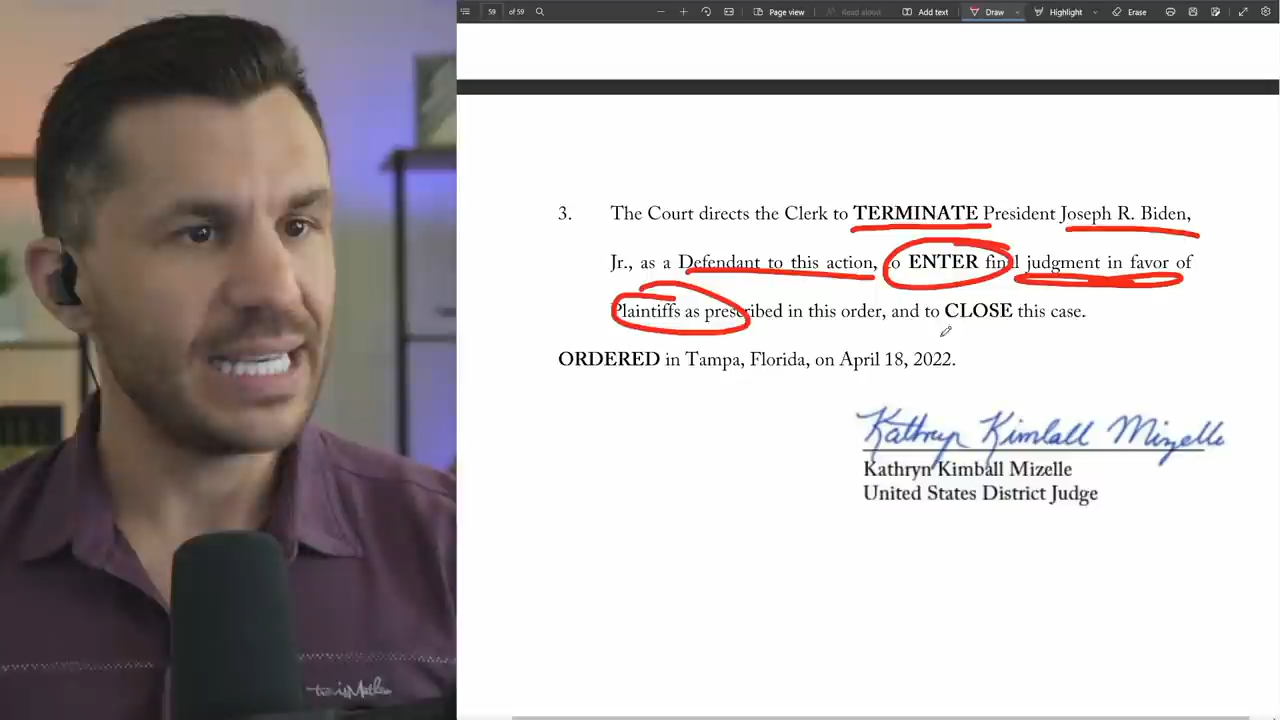 59 of 59 Page view Read aloud Add text Draw Highlight Erase
3. The Court directs the Clerk to TERMINATE President Joseph R. Biden,
Jr., as a Defendant to this action, to ENTER final judgment in favor of
Plaintiffs as prescribed in this order, and to CLOSE this case.
ORDERED in Tampa, Florida, on April 18, 2022.
Kathryn Kimball Mizelle
Kathryn Kimball Mizelle
United States District Judge
travisMathew